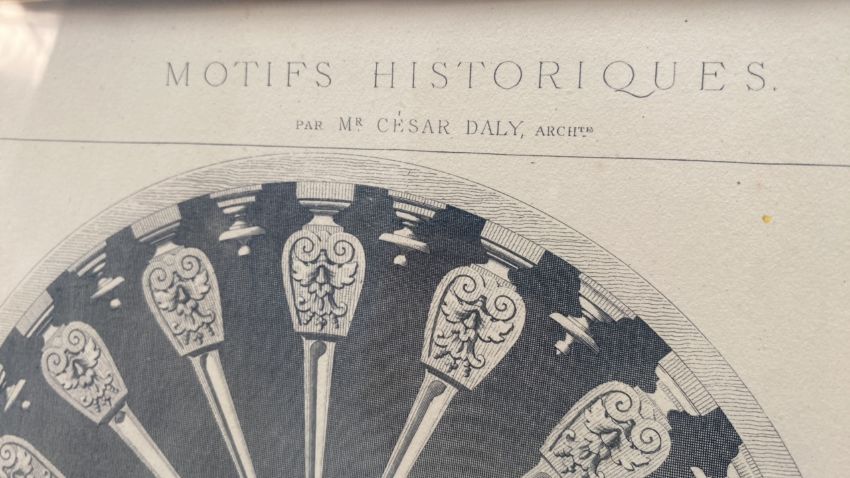 MOTIFS HISTORIQUES.
PAR MR CÉSAR DALY, ARCHTE